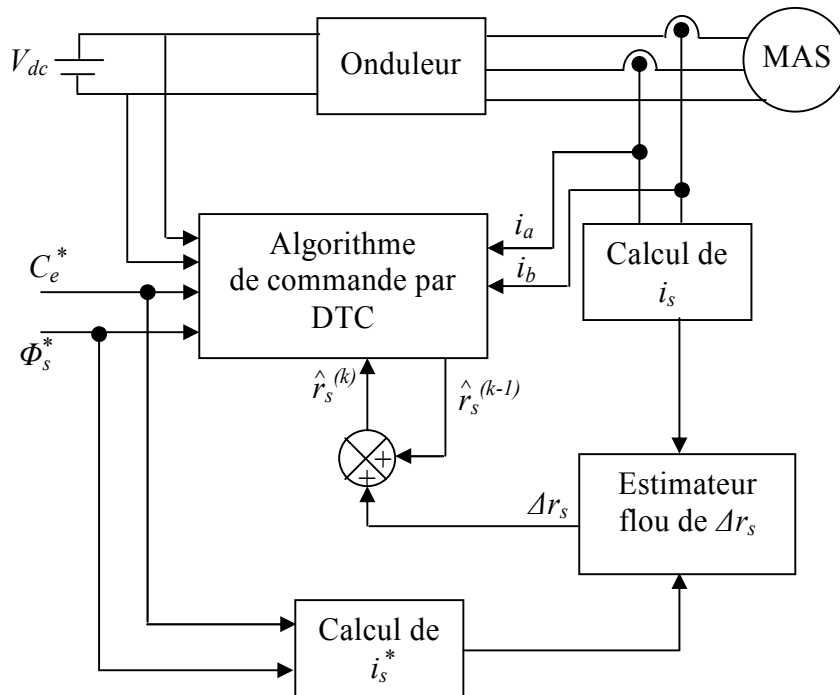 V_dc
Onduleur
MAS
C_e^*
Φ_s^*
Algorithme
de commande par
DTC
i_a
i_b
Calcul de
i_s
r̂_s^(k)
r̂_s^(k-1)
+
+
Δr_s
Estimateur
flou de Δr_s
Calcul de
i_s^*